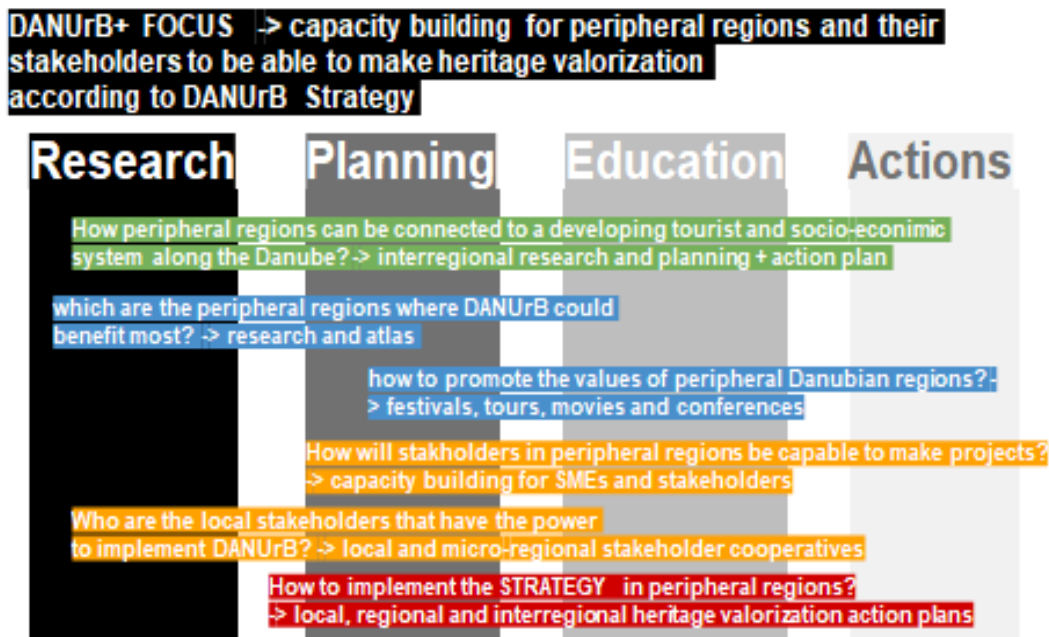 DANUrB+ FOCUS -> capacity building for peripheral regions and their
stakeholders to be able to make heritage valorization
according to DANUrB Strategy
Research Planning Education Actions
How peripheral regions can be connected to a developing tourist and socio-econimic
system along the Danube? -> interregional research and planning + action plan
which are the peripheral regions where DANUrB could
benefit most? -> research and atlas
how to promote the values of peripheral Danubian regions? -
> festivals, tours, movies and conferences
How will stakholders in peripheral regions be capable to make projects?
-> capacity building for SMEs and stakeholders
Who are the local stakeholders that have the power
to implement DANUrB? -> local and micro-regional stakeholder cooperatives
How to implement the STRATEGY in peripheral regions?
-> local, regional and interregional heritage valorization action plans